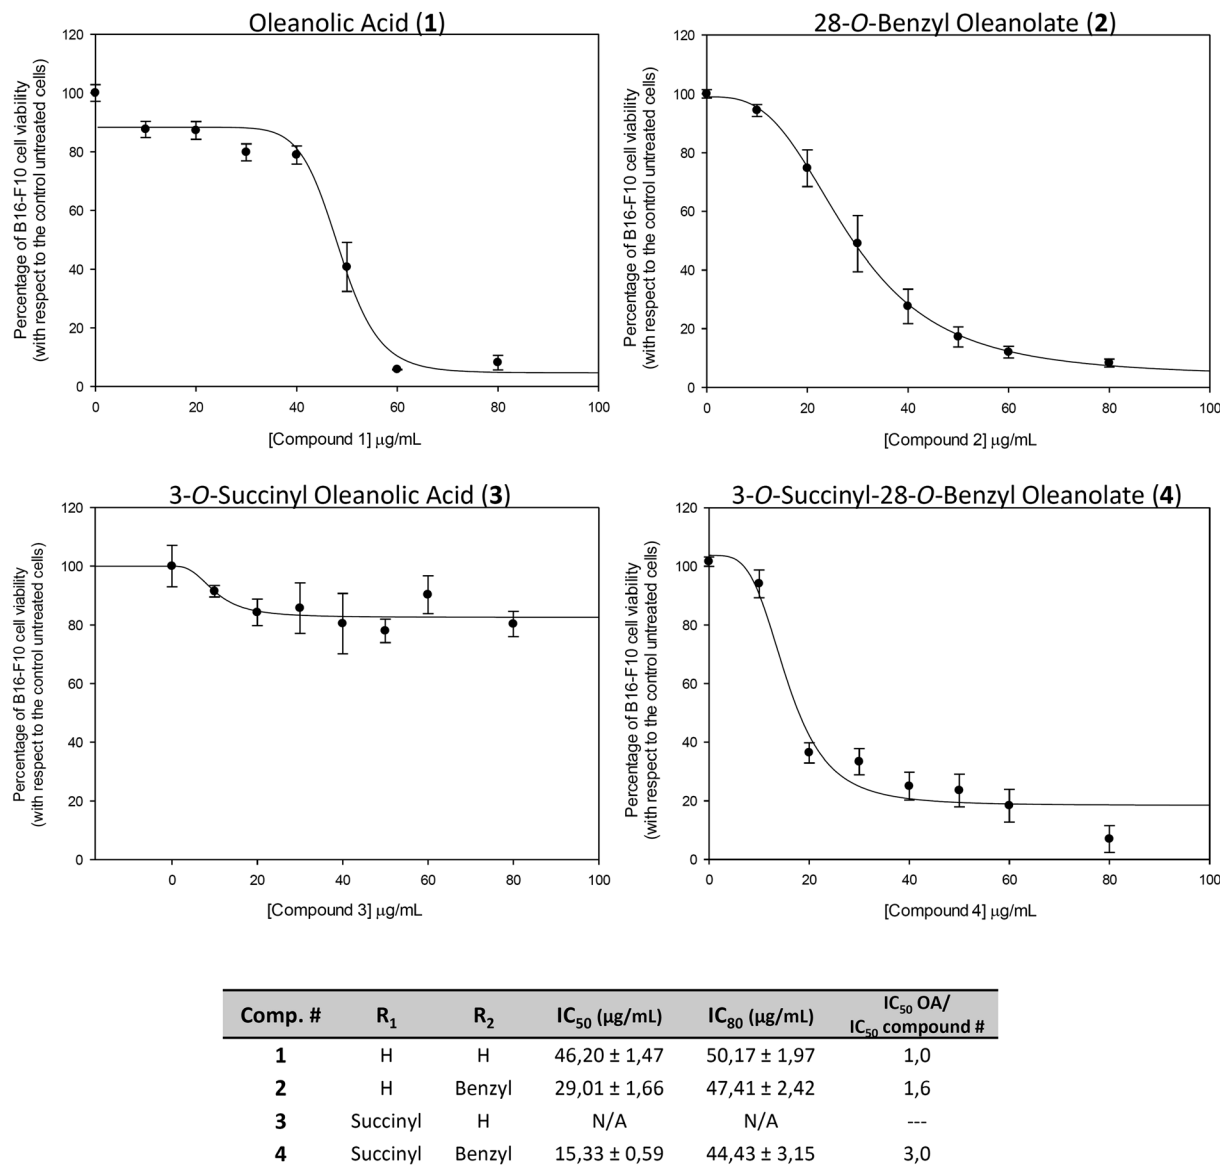 Oleanolic Acid (1)
Percentage of B16-F10 cell viability
(with respect to the control untreated cells)
120
100
80
60
40
20
0
0 20 40 60 80 100
[Compound 1] μg/mL
28-O-Benzyl Oleanolate (2)
Percentage of B16-F10 cell viability
(with respect to the control untreated cells)
120
100
80
60
40
20
0
0 20 40 60 80 100
[Compound 2] μg/mL
3-O-Succinyl Oleanolic Acid (3)
Percentage of B16-F10 cell viability
(with respect to the control untreated cells)
120
100
80
60
40
20
0
0 20 40 60 80 100
[Compound 3] μg/mL
3-O-Succinyl-28-O-Benzyl Oleanolate (4)
Percentage of B16-F10 cell viability
(with respect to the control untreated cells)
120
100
80
60
40
20
0
0 20 40 60 80 100
[Compound 4] μg/mL
Comp. # R1 R2 IC50 (μg/mL) IC80 (μg/mL) IC50 OA/
IC50 compound #
1 H H 46,20 ± 1,47 50,17 ± 1,97 1,0
2 H Benzyl 29,01 ± 1,66 47,41 ± 2,42 1,6
3 Succinyl H N/A N/A ---
4 Succinyl Benzyl 15,33 ± 0,59 44,43 ± 3,15 3,0